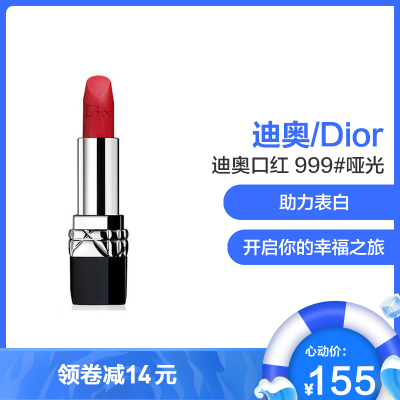 Dior
迪奥/Dior
迪奥口红 999#哑光
助力表白
开启你的幸福之旅
领卷减14元
心动价:
¥155